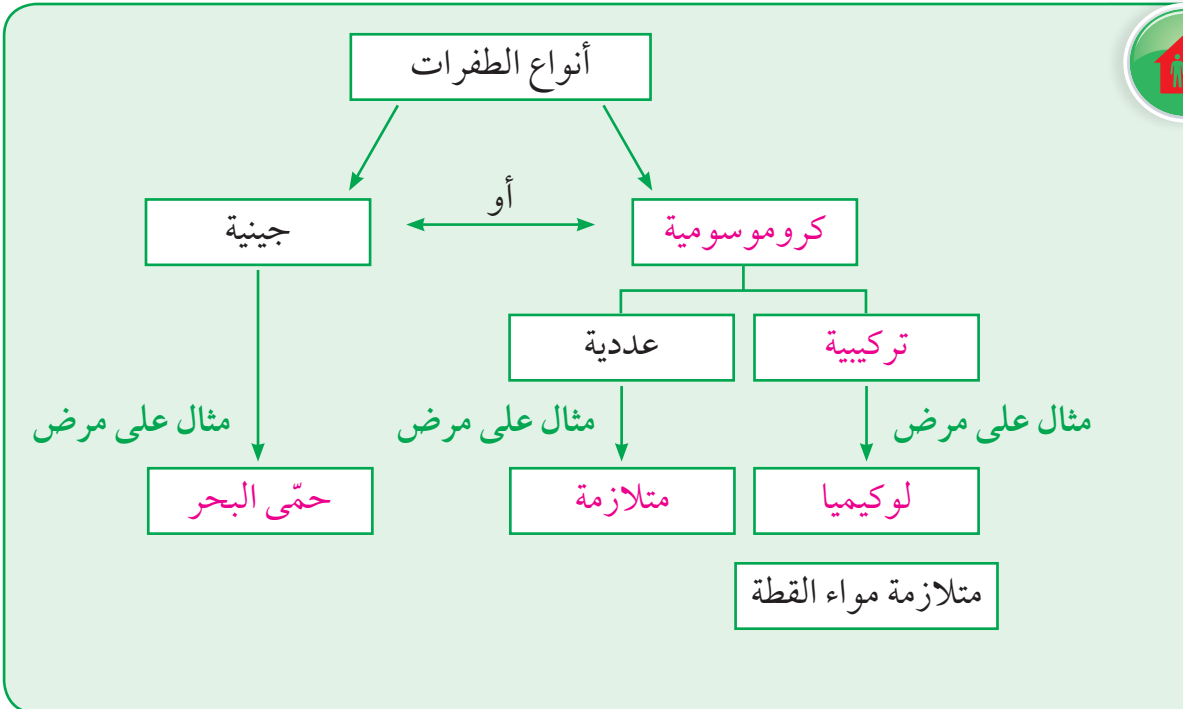 أنواع الطفرات
كروموسومية
أو
جينية
تركيبية
عددية
مثال على مرض
مثال على مرض
مثال على مرض
لوكيميا
متلازمة
حمّى البحر
متلازمة مواء القطة